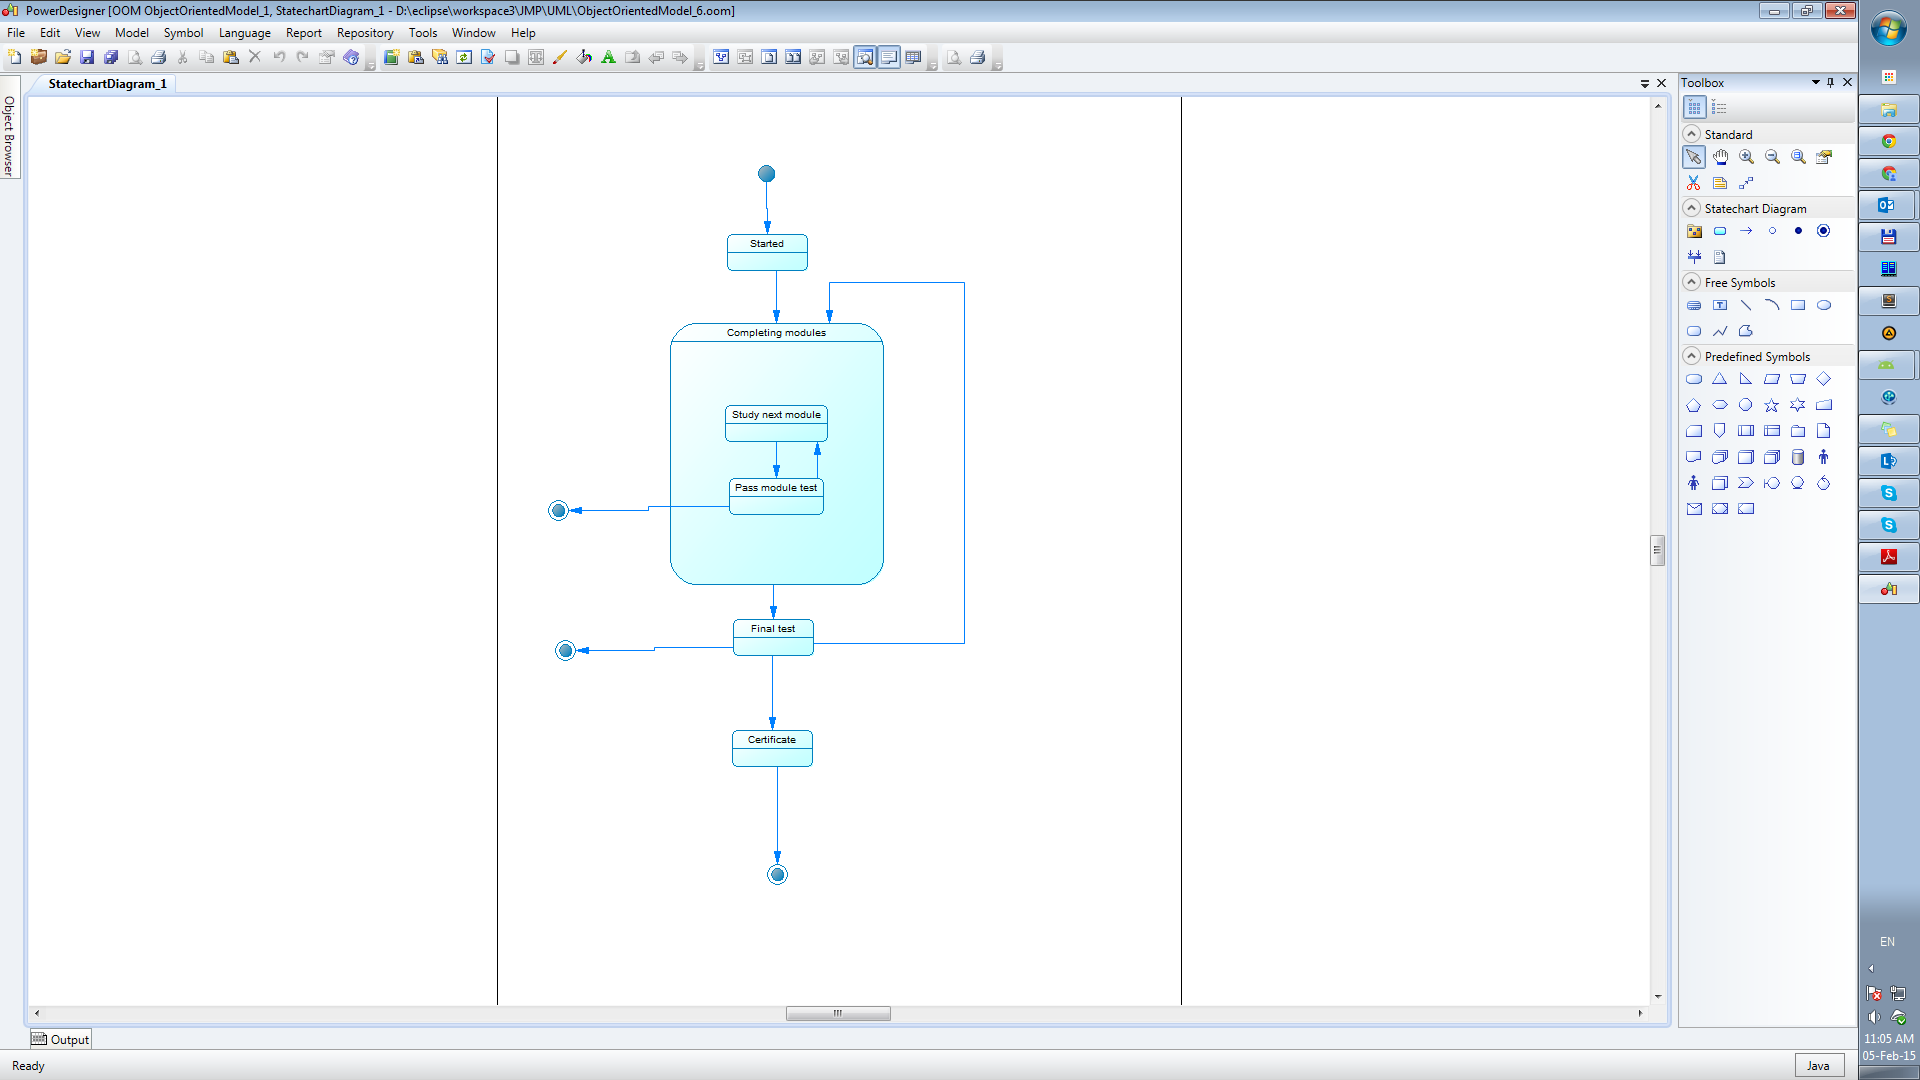 PowerDesigner [OOM ObjectOrientedModel_1, StatechartDiagram_1 - D:\eclipse\workspace3\JMP\UML\ObjectOrientedModel_6.oom]
File Edit View Model Symbol Language Report Repository Tools Window Help
StatechartDiagram_1
Object Browser
Started
Completing modules
Study next module
Pass module test
Final test
Certificate
Toolbox
Standard
Statechart Diagram
Free Symbols
Predefined Symbols
Output
Ready
Java
EN
11:05 AM
05-Feb-15